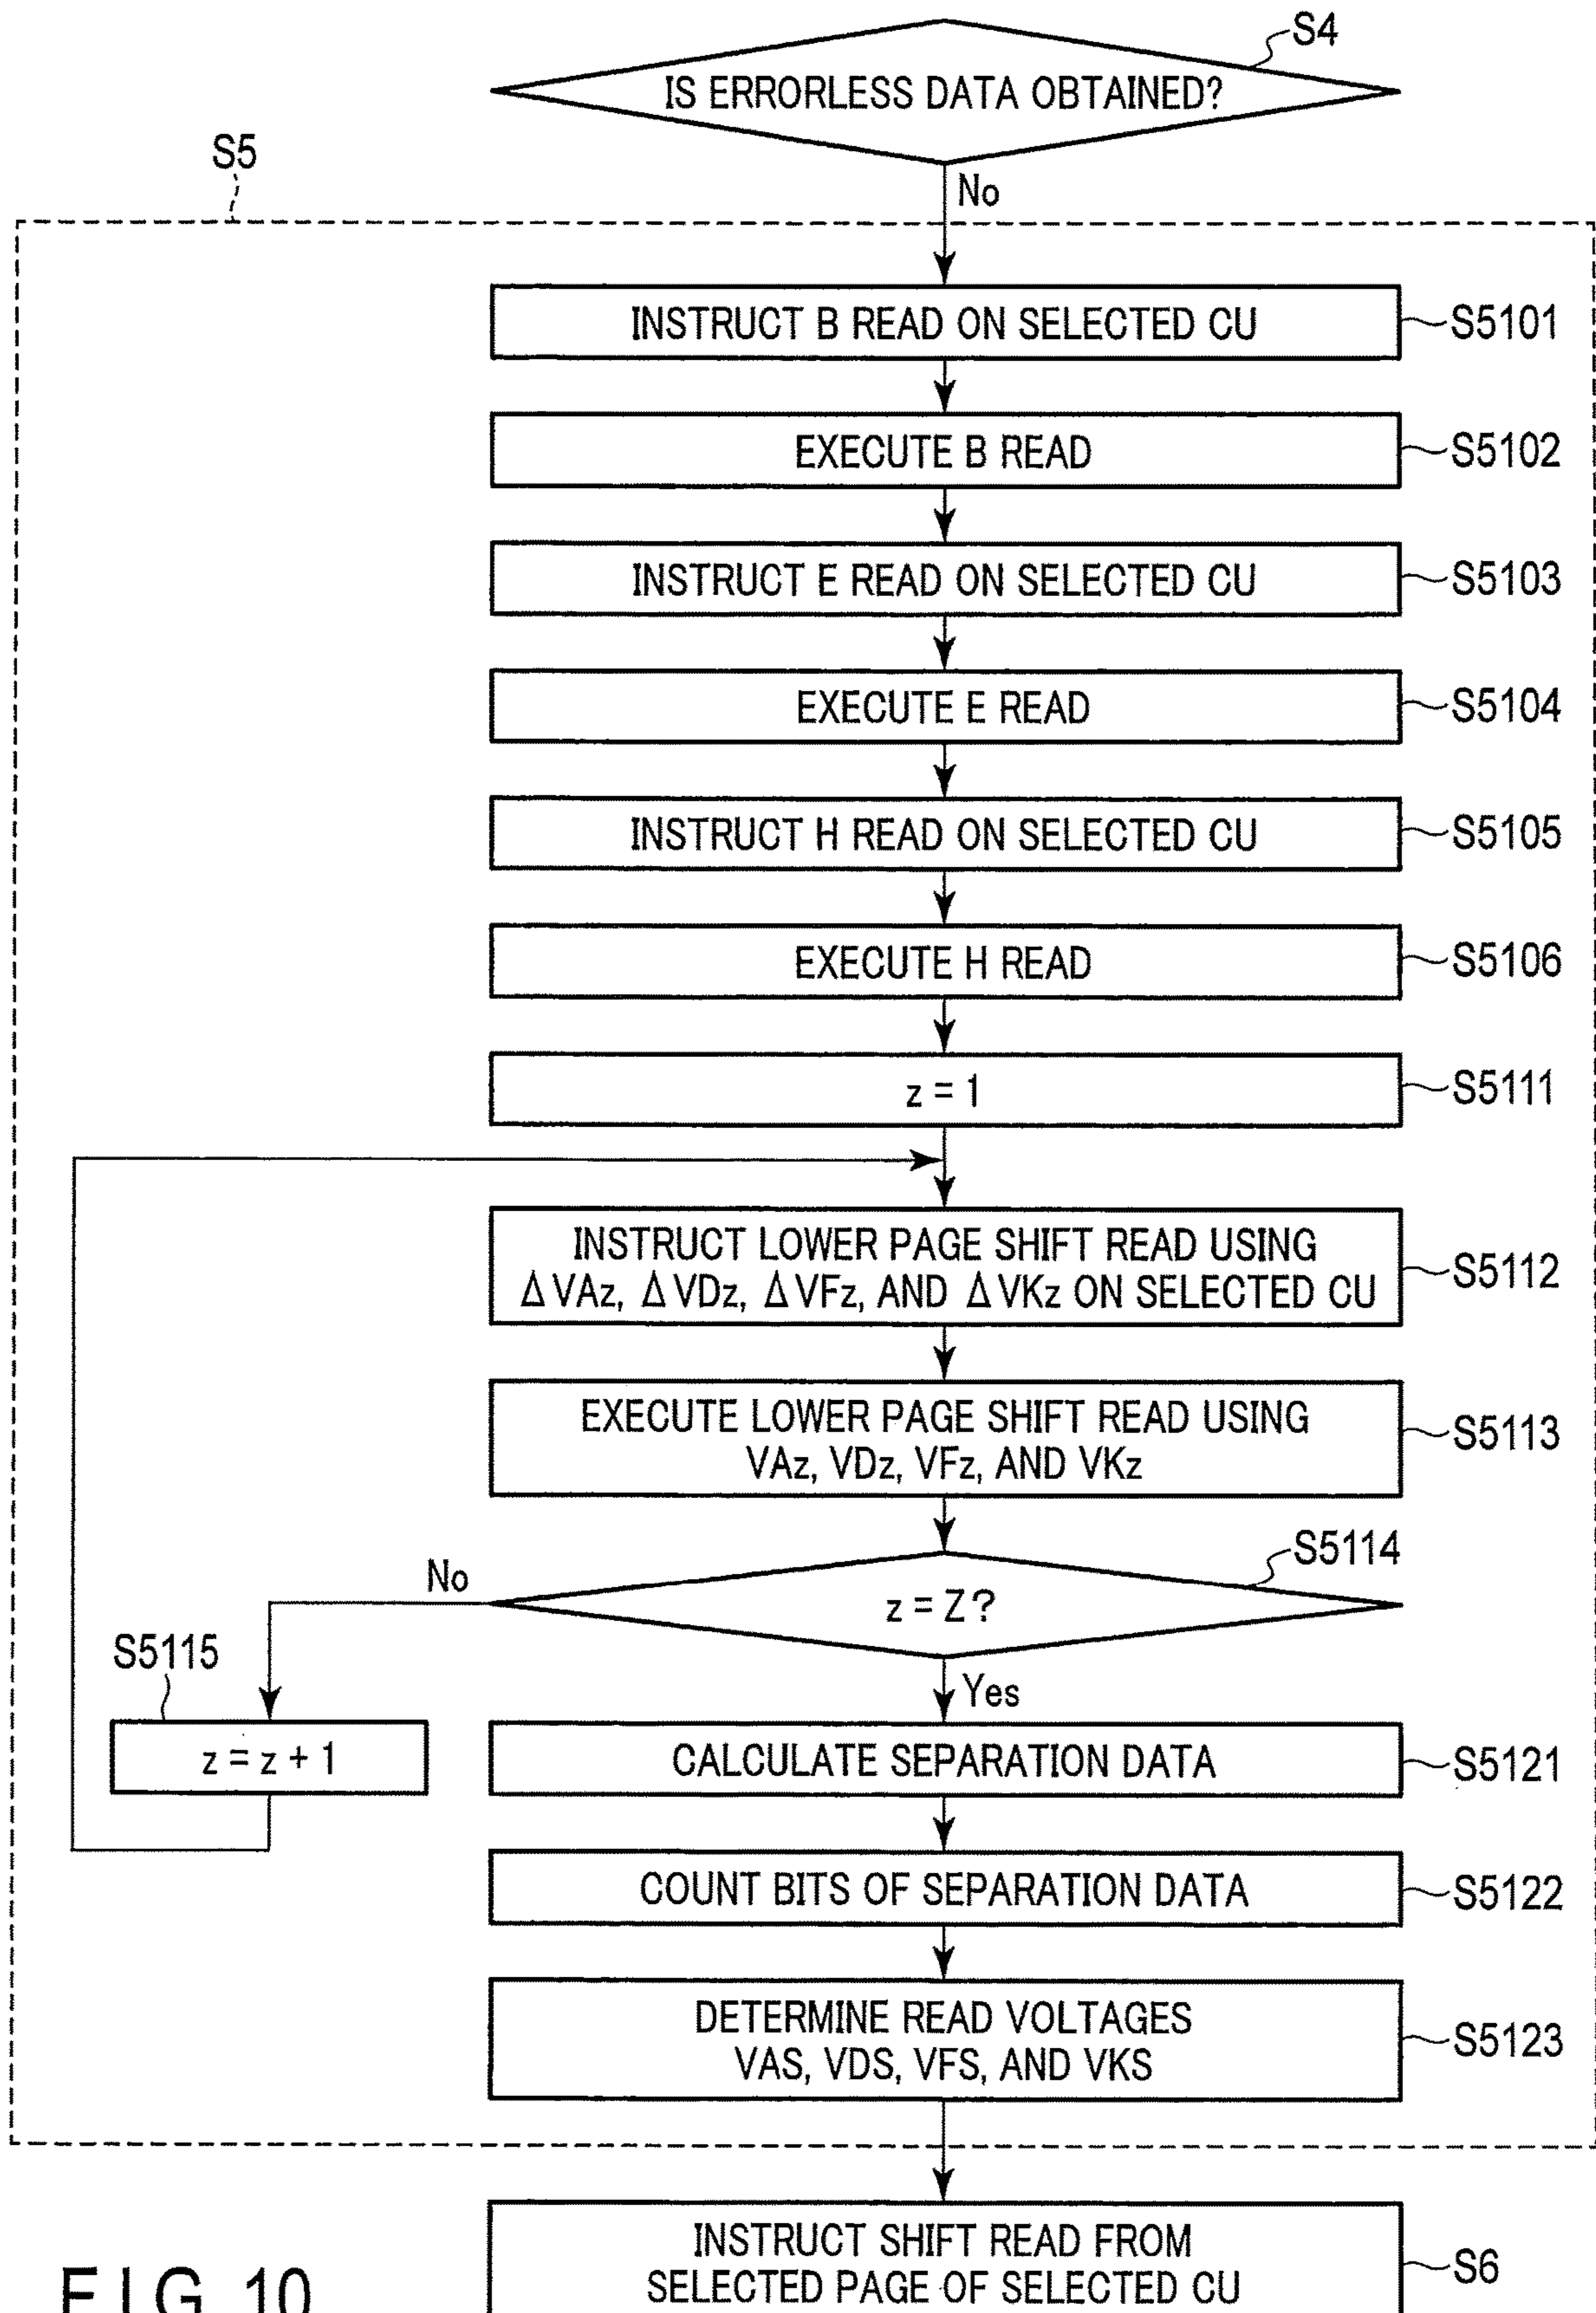 S4
IS ERRORLESS DATA OBTAINED?
S5
No
INSTRUCT B READ ON SELECTED CU
S5101
EXECUTE B READ
S5102
INSTRUCT E READ ON SELECTED CU
S5103
EXECUTE E READ
S5104
INSTRUCT H READ ON SELECTED CU
S5105
EXECUTE H READ
S5106
z = 1
S5111
INSTRUCT LOWER PAGE SHIFT READ USING
ΔVAz, ΔVDz, ΔVFz, AND ΔVKz ON SELECTED CU
S5112
EXECUTE LOWER PAGE SHIFT READ USING
VAz, VDz, VFz, AND VKz
S5113
S5114
No
z = Z?
S5115
Yes
z = z + 1
CALCULATE SEPARATION DATA
S5121
COUNT BITS OF SEPARATION DATA
S5122
DETERMINE READ VOLTAGES
VAS, VDS, VFS, AND VKS
S5123
INSTRUCT SHIFT READ FROM
SELECTED PAGE OF SELECTED CU
S6
FIG. 10